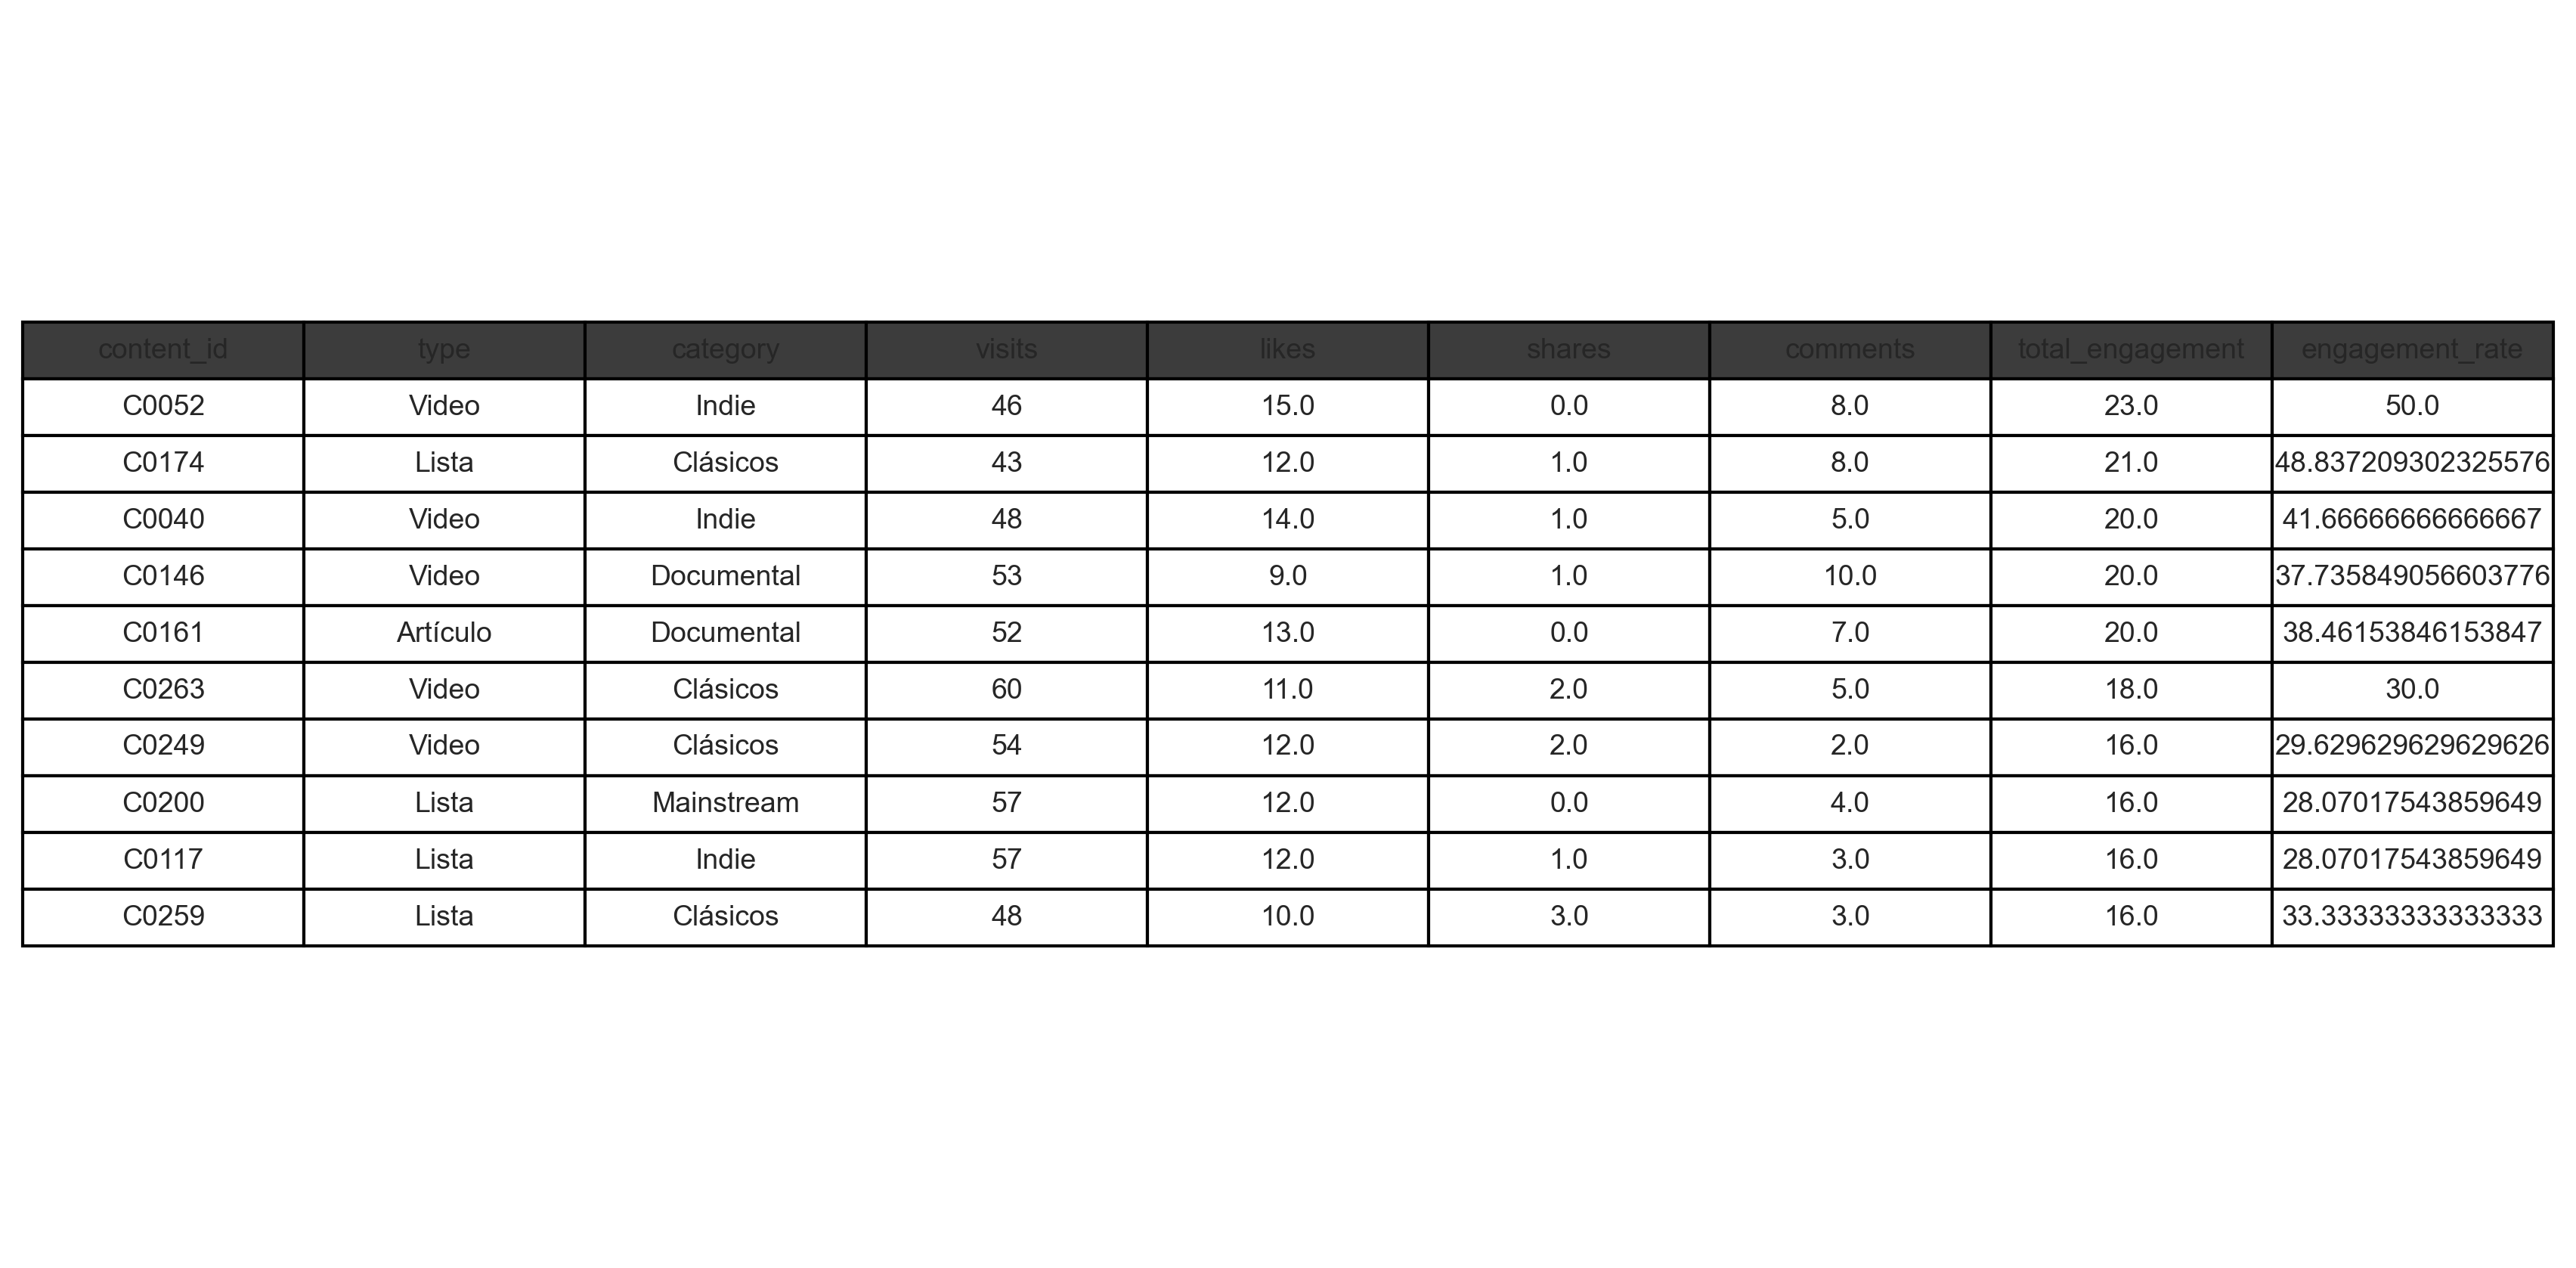 content_id type category visits likes shares comments total_engagement engagement_rate
C0052 Video Indie 46 15.0 0.0 8.0 23.0 50.0
C0174 Lista Clásicos 43 12.0 1.0 8.0 21.0 48.837209302325576
C0040 Video Indie 48 14.0 1.0 5.0 20.0 41.66666666666667
C0146 Video Documental 53 9.0 1.0 10.0 20.0 37.735849056603776
C0161 Artículo Documental 52 13.0 0.0 7.0 20.0 38.46153846153847
C0263 Video Clásicos 60 11.0 2.0 5.0 18.0 30.0
C0249 Video Clásicos 54 12.0 2.0 2.0 16.0 29.629629629629626
C0200 Lista Mainstream 57 12.0 0.0 4.0 16.0 28.07017543859649
C0117 Lista Indie 57 12.0 1.0 3.0 16.0 28.07017543859649
C0259 Lista Clásicos 48 10.0 3.0 3.0 16.0 33.33333333333333